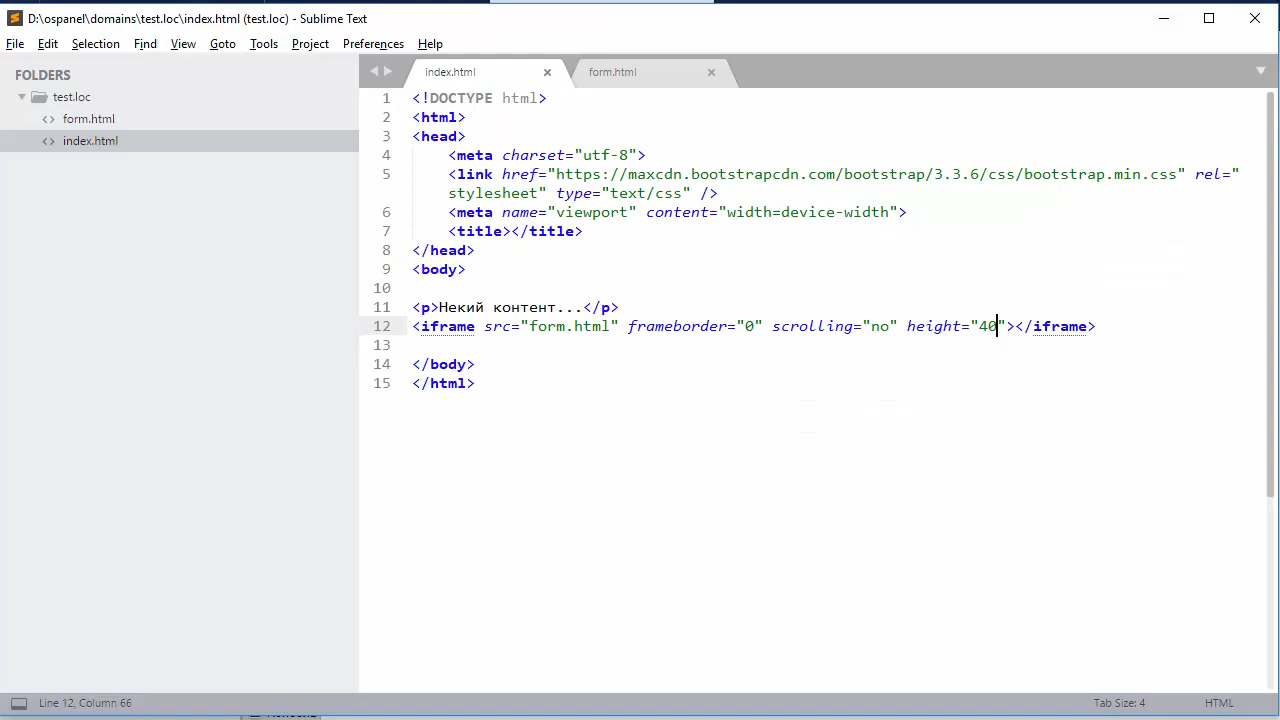 D:\ospanel\domains\test.loc\index.html (test.loc) - Sublime Text
File Edit Selection Find View Goto Tools Project Preferences Help
FOLDERS
test.loc
form.html
index.html
index.html form.html
1 <!DOCTYPE html>
2 <html>
3 <head>
4 <meta charset="utf-8">
5 <link href="https://maxcdn.bootstrapcdn.com/bootstrap/3.3.6/css/bootstrap.min.css" rel="
stylesheet" type="text/css" />
6 <meta name="viewport" content="width=device-width">
7 <title></title>
8 </head>
9 <body>
10
11 <p>Некий контент...</p>
12 <iframe src="form.html" frameborder="0" scrolling="no" height="40"></iframe>
13
14 </body>
15 </html>
Line 12, Column 66 Tab Size: 4 HTML